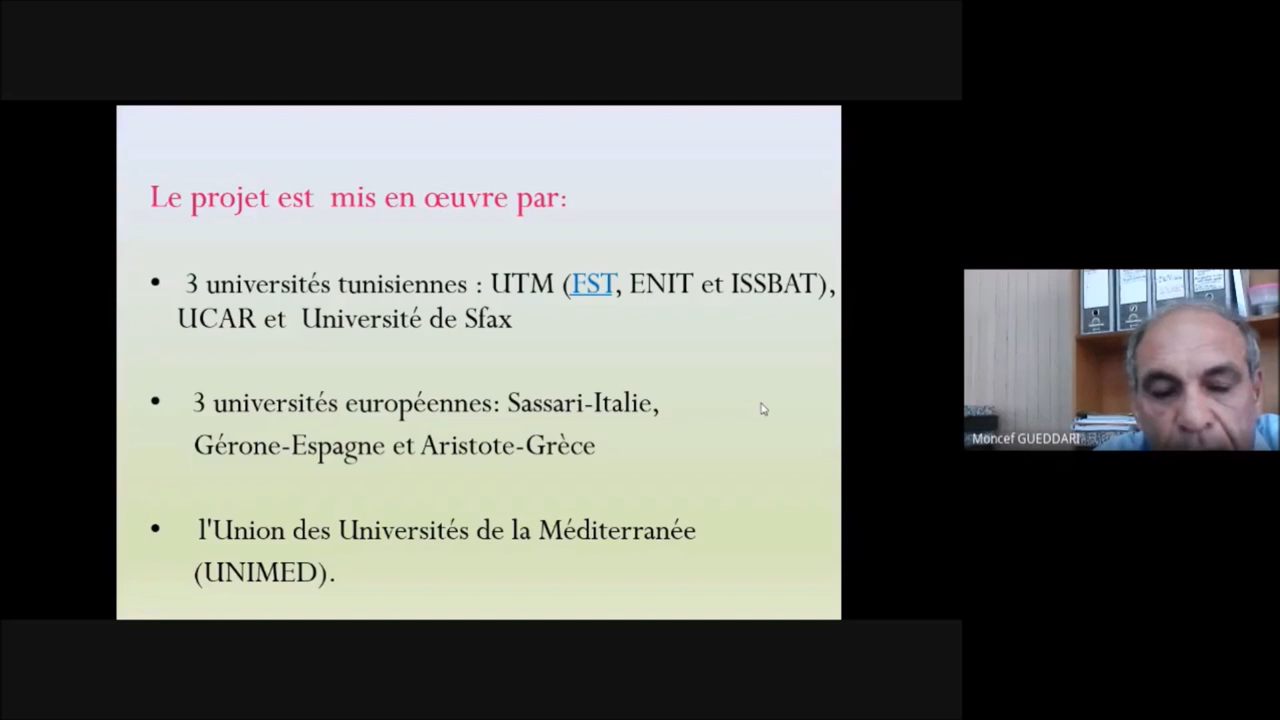 Le projet est mis en œuvre par:
• 3 universités tunisiennes : UTM (FST, ENIT et ISSBAT),
UCAR et Université de Sfax
• 3 universités européennes: Sassari-Italie,
Gérone-Espagne et Aristote-Grèce
• l'Union des Universités de la Méditerranée
(UNIMED).
Moncef GUEDDARI